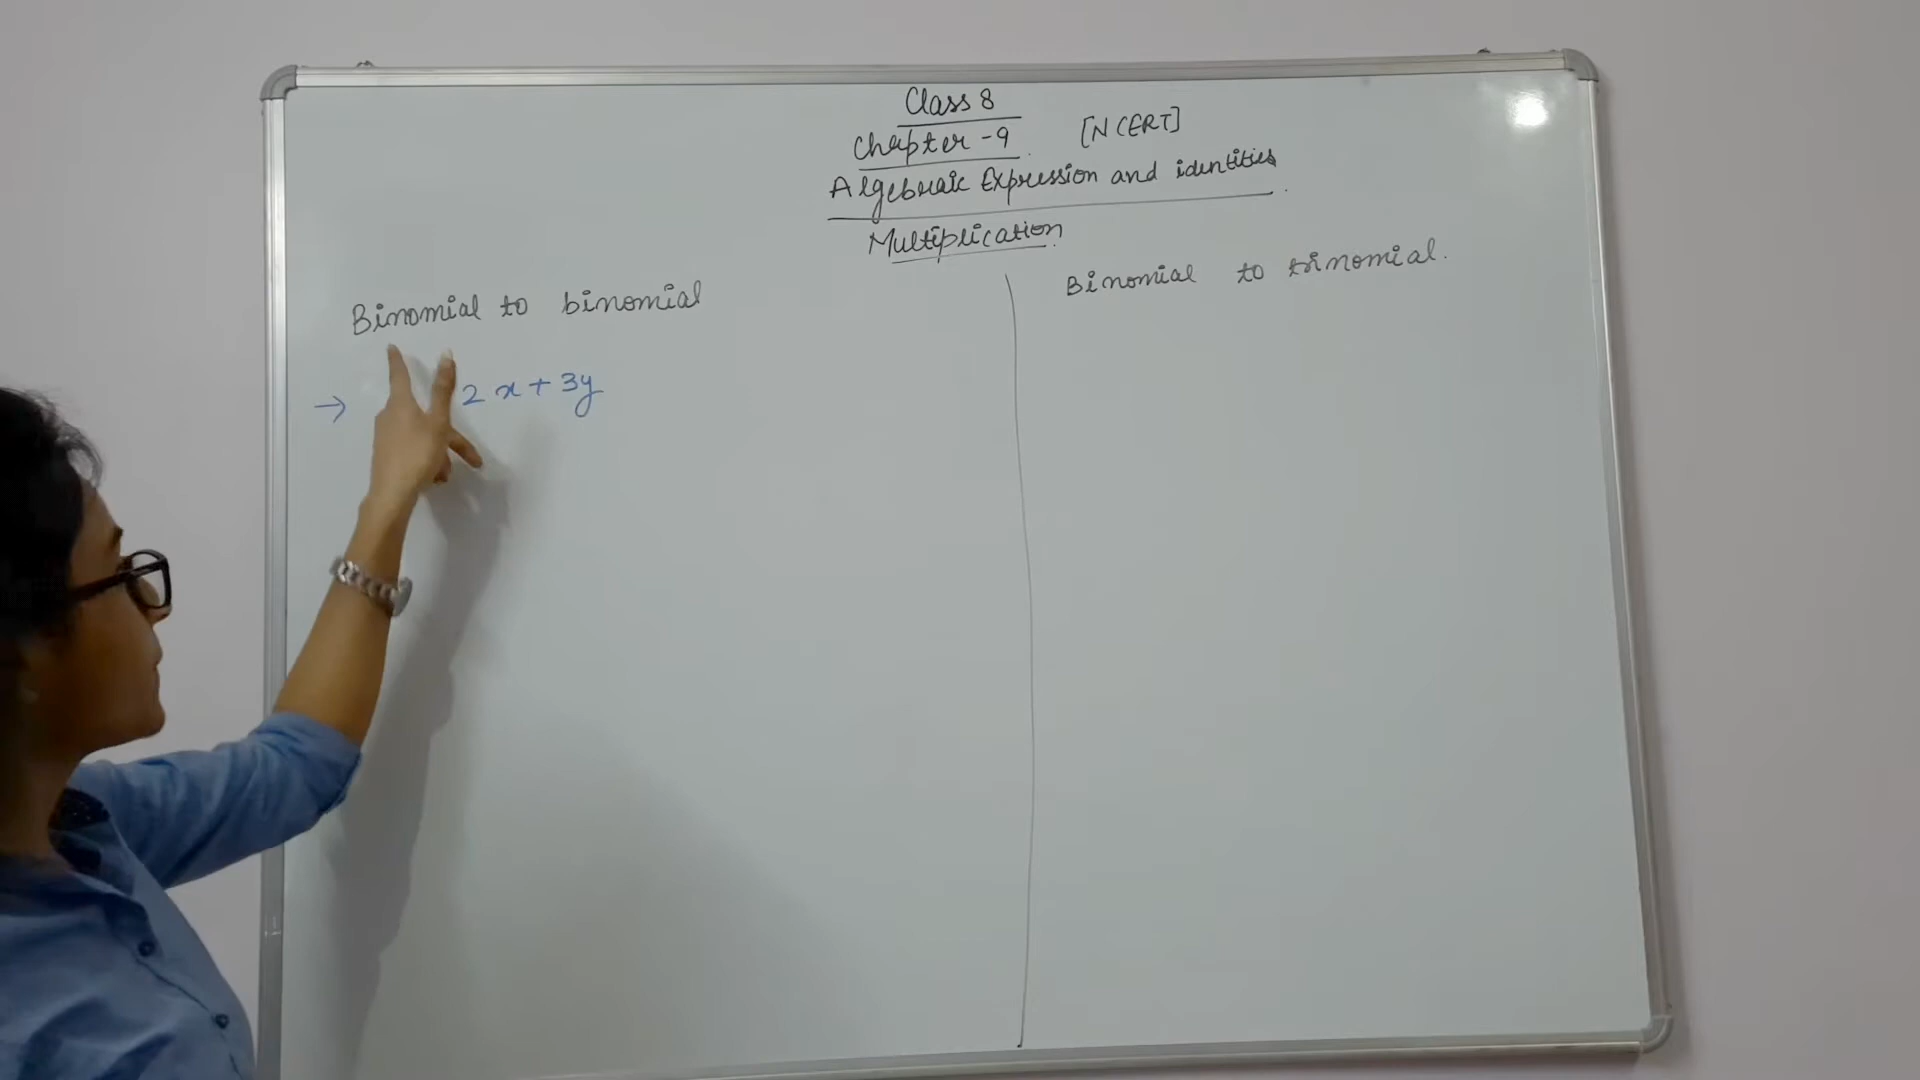 Class 8
Chapter - 9 [NCERT]
Algebraic Expression and identities
Multiplication
Binomial to binomial
→ 2x + 3y
Binomial to trinomial.